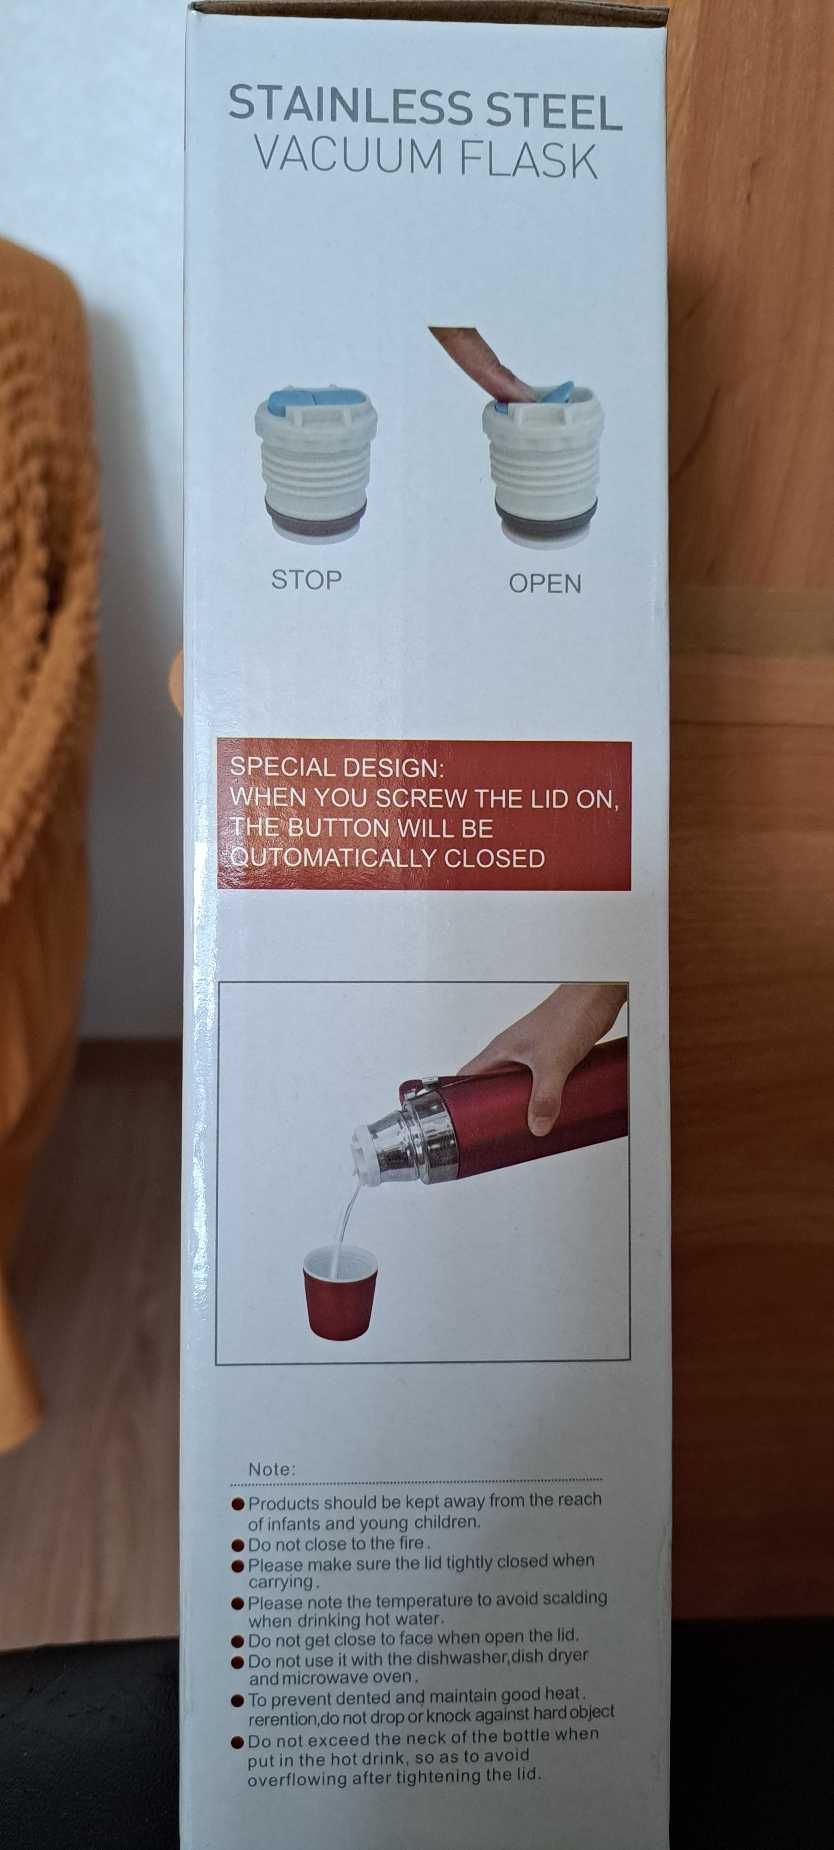 STAINLESS STEEL
VACUUM FLASK
STOP
OPEN
SPECIAL DESIGN:
WHEN YOU SCREW THE LID ON,
THE BUTTON WILL BE
QUTOMATICALLY CLOSED
Note:
Products should be kept away from the reach
of infants and young children.
Do not close to the fire.
Please make sure the lid tightly closed when
carrying.
Please note the temperature to avoid scalding
when drinking hot water.
Do not get close to face when open the lid.
Do not use it with the dishwasher,dish dryer
and microwave oven.
To prevent dented and maintain good heat.
rerention,do not drop or knock against hard object
Do not exceed the neck of the bottle when
put in the hot drink, so as to avoid
overflowing after tightening the lid.